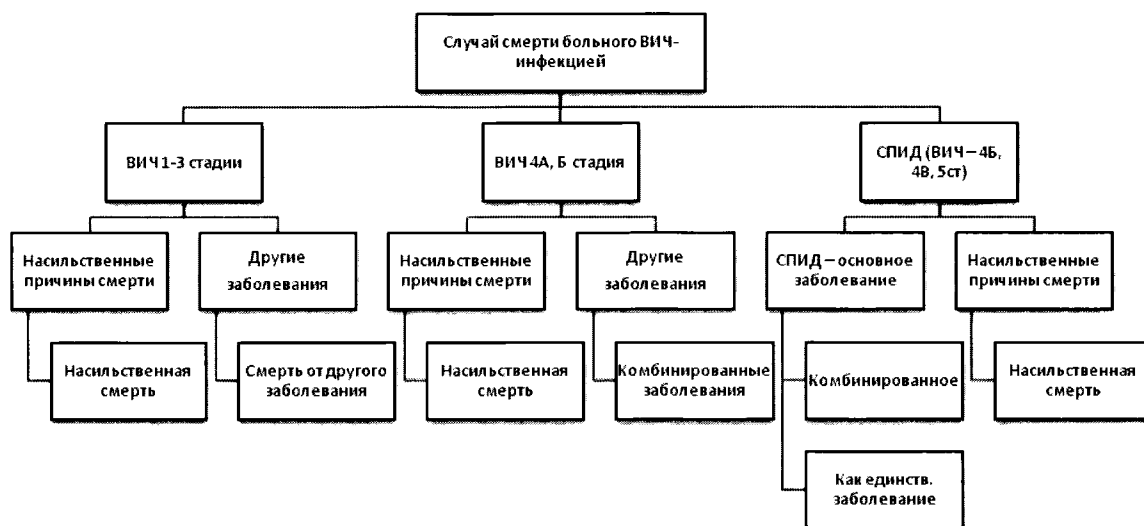 Случай смерти больного ВИЧ-
инфекцией
ВИЧ 1-3 стадии
ВИЧ 4А, Б стадия
СПИД (ВИЧ – 4Б,
4В, 5ст)
Насильственные
причины смерти
Другие
заболевания
Насильственные
причины смерти
Другие
заболевания
СПИД – основное
заболевание
Насильственные
причины смерти
Насильственная
смерть
Смерть от другого
заболевания
Насильственная
смерть
Комбинированные
заболевания
Комбинированное
Насильственная
смерть
Как единств.
заболевание